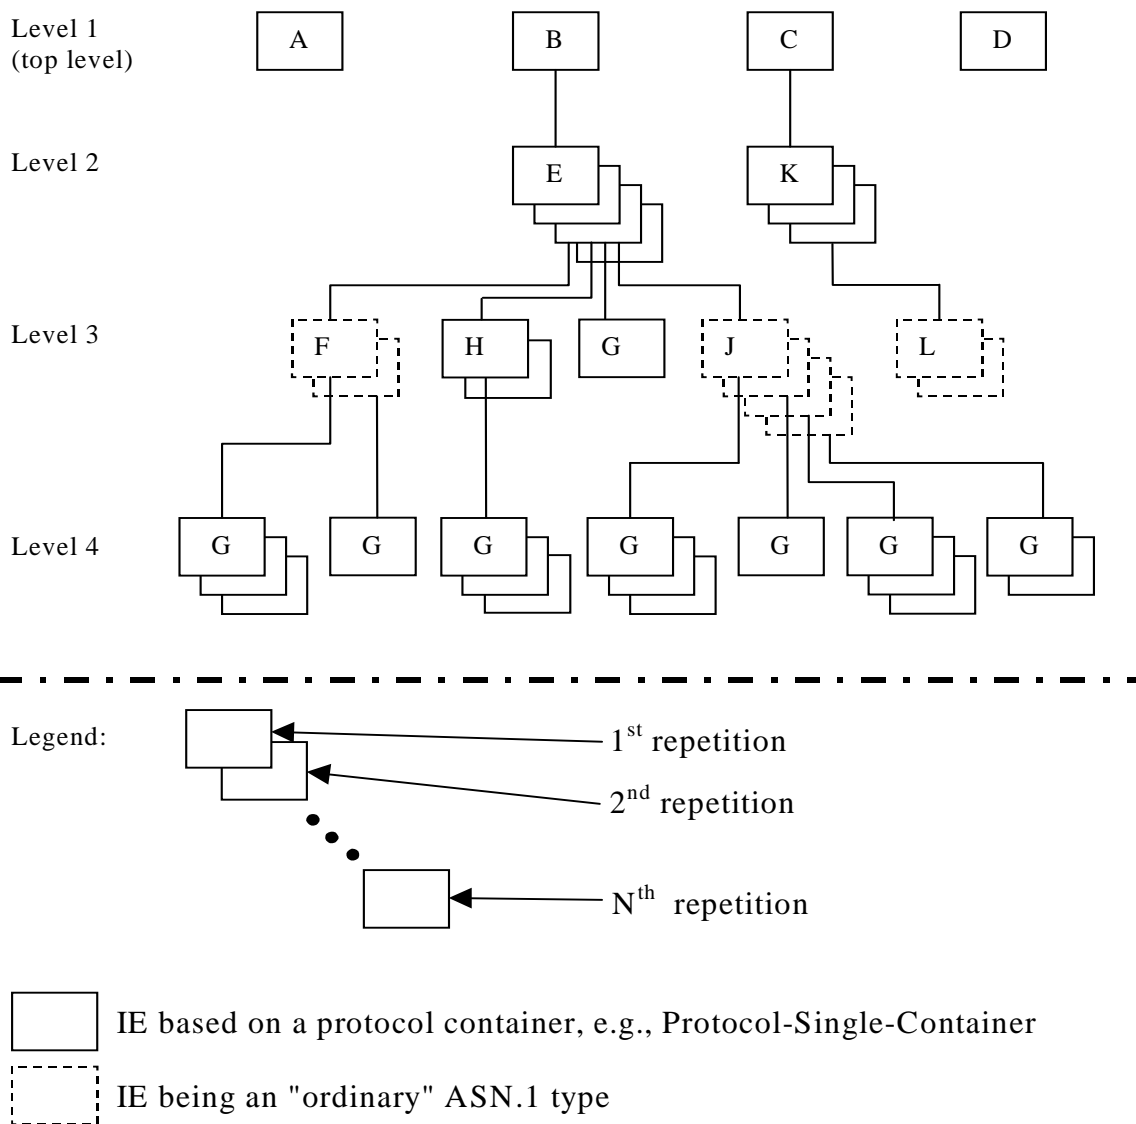 Level 1
(top level)
A B C D
Level 2
E K
Level 3
F H G J L
Level 4
G G G G G G G
Legend:
1st repetition
2nd repetition
Nth repetition
IE based on a protocol container, e.g., Protocol-Single-Container
IE being an "ordinary" ASN.1 type